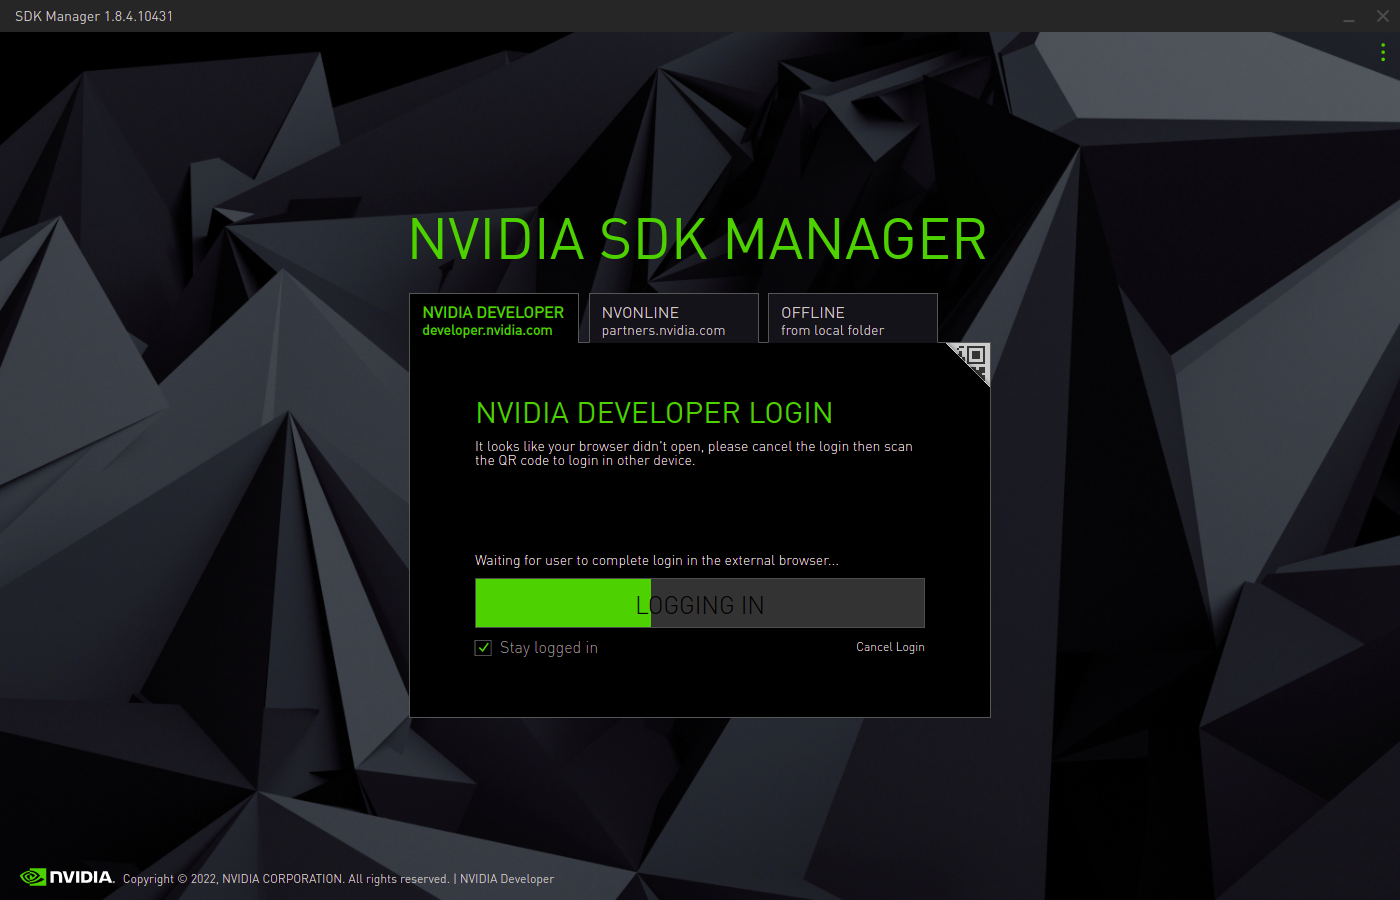 SDK Manager 1.8.4.10431
NVIDIA SDK MANAGER
NVIDIA DEVELOPER
developer.nvidia.com
NVONLINE
partners.nvidia.com
OFFLINE
from local folder
NVIDIA DEVELOPER LOGIN
It looks like your browser didn't open, please cancel the login then scan
the QR code to login in other device.
Waiting for user to complete login in the external browser...
LOGGING IN
Stay logged in
Cancel Login
NVIDIA. Copyright © 2022, NVIDIA CORPORATION. All rights reserved. | NVIDIA Developer